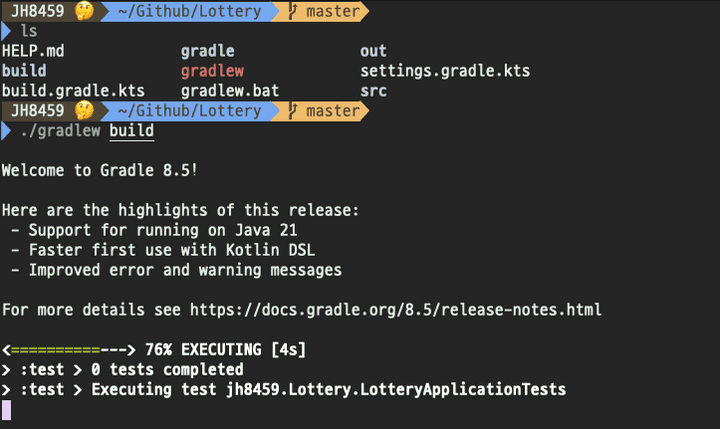 JH8459 🤔 ~/Github/Lottery master
ls
HELP.md gradle out
build gradlew settings.gradle.kts
build.gradle.kts gradlew.bat src
JH8459 🤔 ~/Github/Lottery master
./gradlew build
Welcome to Gradle 8.5!
Here are the highlights of this release:
- Support for running on Java 21
- Faster first use with Kotlin DSL
- Improved error and warning messages
For more details see https://docs.gradle.org/8.5/release-notes.html
<==========---> 76% EXECUTING [4s]
> :test > 0 tests completed
> :test > Executing test jh8459.Lottery.LotteryApplicationTests